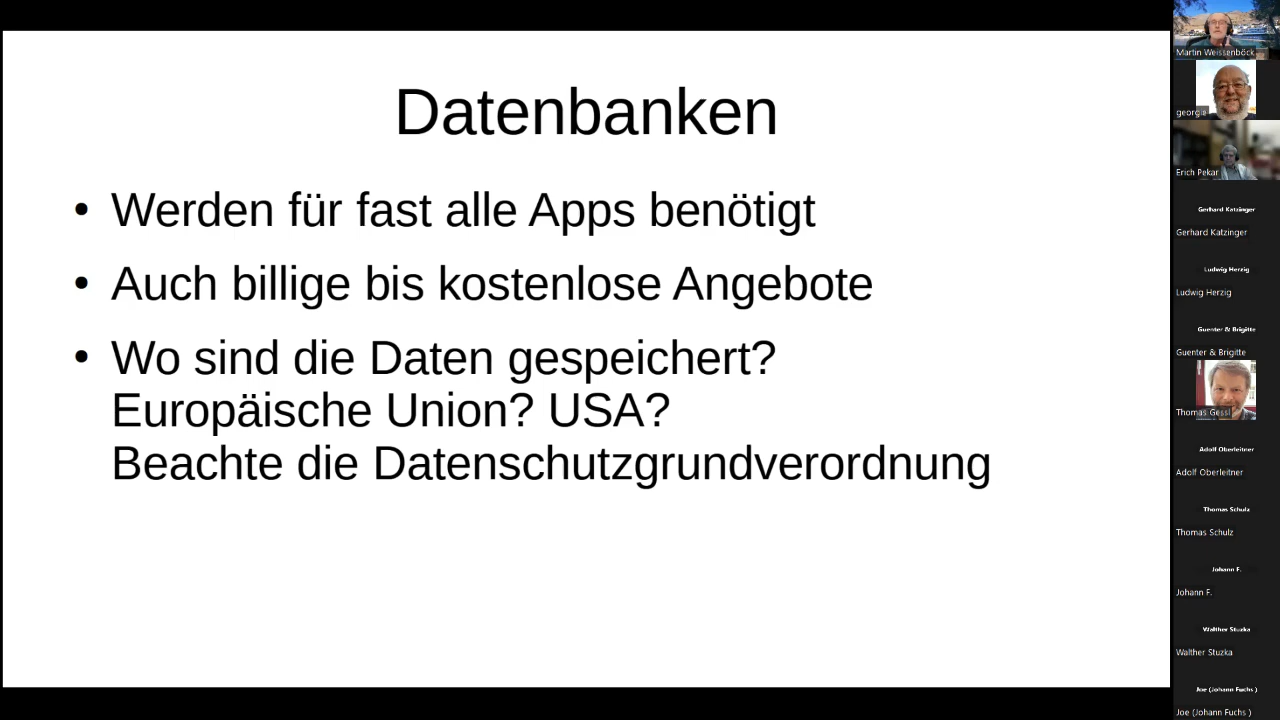 Datenbanken
• Werden für fast alle Apps benötigt
• Auch billige bis kostenlose Angebote
• Wo sind die Daten gespeichert?
Europäische Union? USA?
Beachte die Datenschutzgrundverordnung
Martin Weissenböck
georgie
Erich Pekar
Gerhard Katzinger
Gerhard Katzinger
Ludwig Herzig
Ludwig Herzig
Guenter & Brigitte
Guenter & Brigitte
Thomas Gessl
Adolf Oberleitner
Adolf Oberleitner
Thomas Schulz
Thomas Schulz
Johann F.
Johann F.
Walther Stuzka
Walther Stuzka
Joe (Johann Fuchs )
Joe (Johann Fuchs )